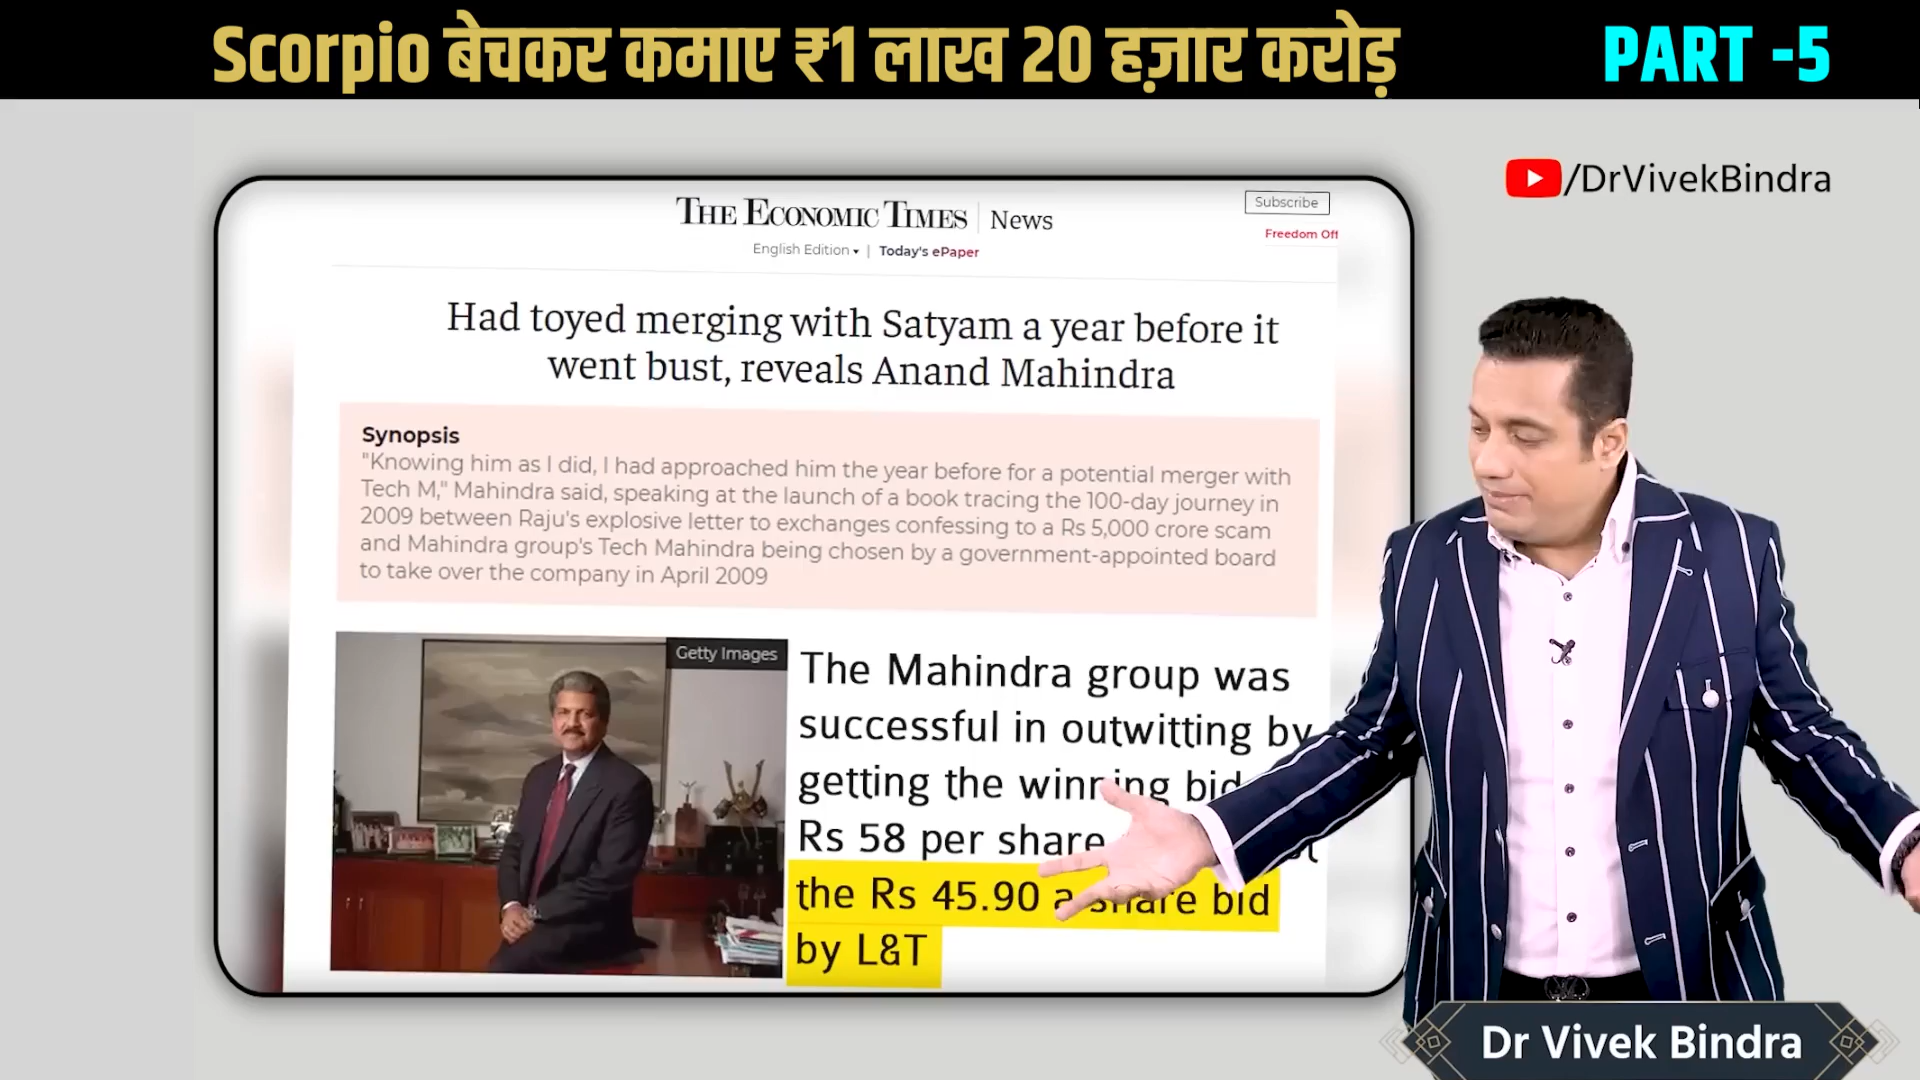 Scorpio बेचकर कमाए ₹1 लाख 20 हज़ार करोड़
PART -5
/DrVivekBindra
THE ECONOMIC TIMES | News
Subscribe
Freedom Off
English Edition ▾ | Today's ePaper
Had toyed merging with Satyam a year before it
went bust, reveals Anand Mahindra
Synopsis
"Knowing him as I did, I had approached him the year before for a potential merger with
Tech M," Mahindra said, speaking at the launch of a book tracing the 100-day journey in
2009 between Raju's explosive letter to exchanges confessing to a Rs 5,000 crore scam
and Mahindra group's Tech Mahindra being chosen by a government-appointed board
to take over the company in April 2009
Getty Images
The Mahindra group was
successful in outwitting by
getting the winning bid
Rs 58 per share
the Rs 45.90 a share bid
by L&T
Dr Vivek Bindra